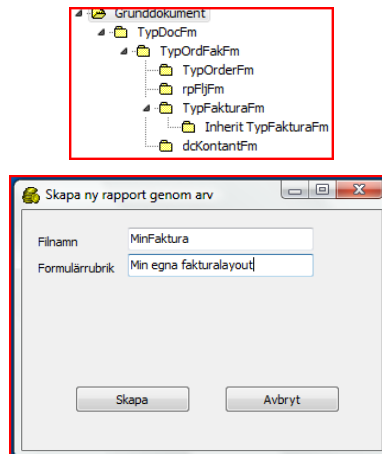 Grunddokument
TypDocFm
TypOrdFakFm
TypOrderFm
rpFljFm
TypFakturaFm
Inherit TypFakturaFm
dcKontantFm
Skapa ny rapport genom arv
Filnamn MinFaktura
Formulärrubrik Min egna fakturalayout
Skapa Avbryt